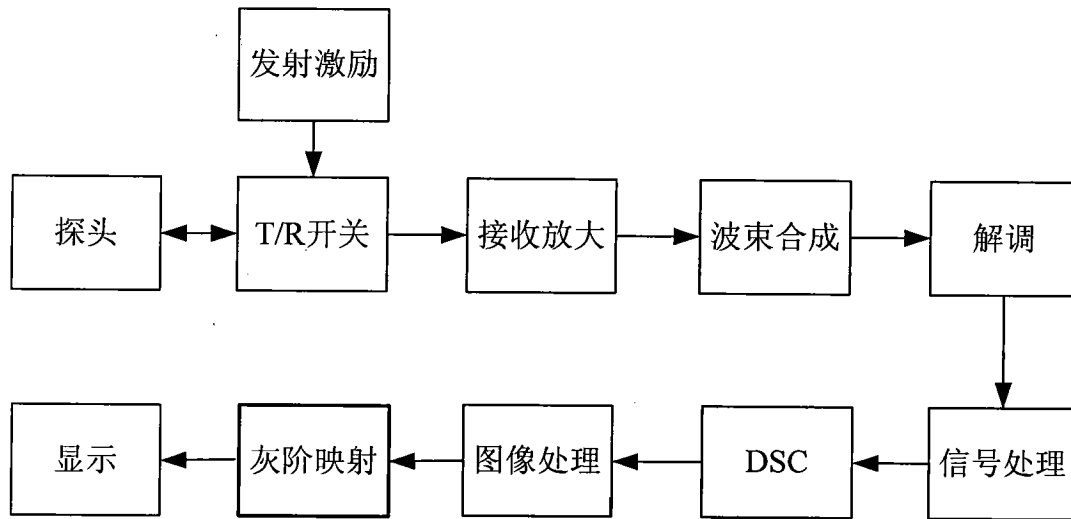 发射激励
探头
T/R开关
接收放大
波束合成
解调
显示
灰阶映射
图像处理
DSC
信号处理